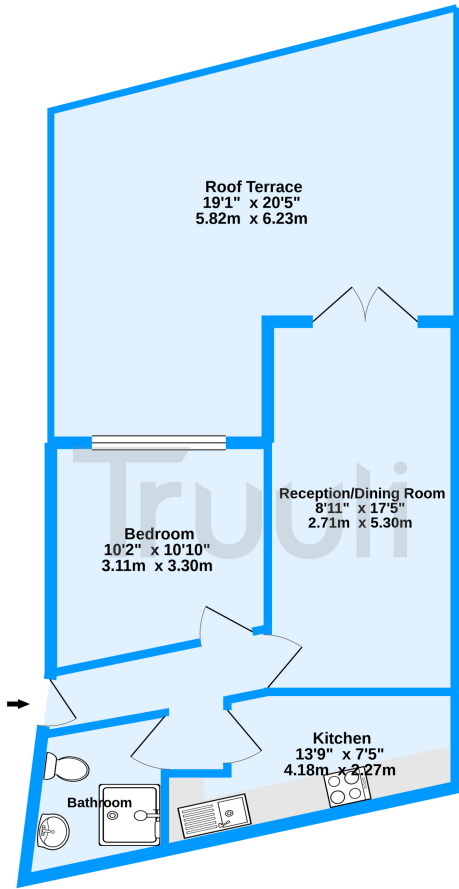 Roof Terrace
19'1" x 20'5"
5.82m x 6.23m
Truuli
Reception/Dining Room
8'11" x 17'5"
2.71m x 5.30m
Bedroom
10'2" x 10'10"
3.11m x 3.30m
Kitchen
13'9" x 7'5"
4.18m x 2.27m
Bathroom